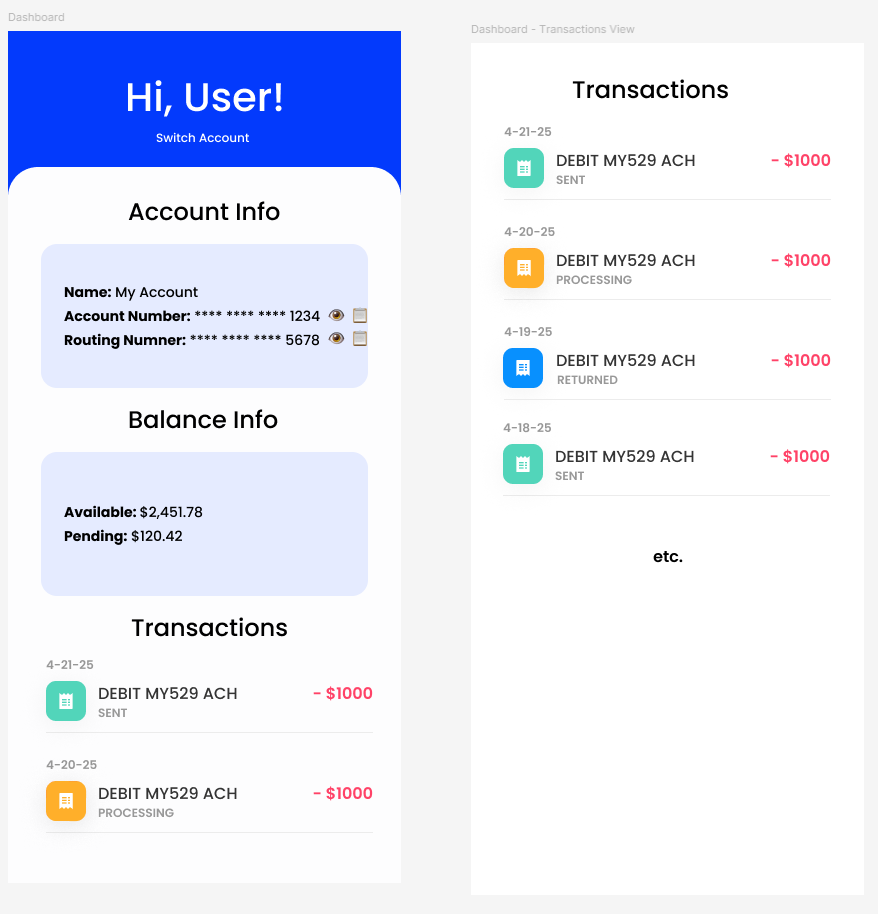 Dashboard
Hi, User!
Switch Account
Account Info
Name: My Account
Account Number: **** **** **** 1234
Routing Numner: **** **** **** 5678
Balance Info
Available: $2,451.78
Pending: $120.42
Transactions
4-21-25
DEBIT MY529 ACH - $1000
SENT
4-20-25
DEBIT MY529 ACH - $1000
PROCESSING
Dashboard - Transactions View
Transactions
4-21-25
DEBIT MY529 ACH - $1000
SENT
4-20-25
DEBIT MY529 ACH - $1000
PROCESSING
4-19-25
DEBIT MY529 ACH - $1000
RETURNED
4-18-25
DEBIT MY529 ACH - $1000
SENT
etc.